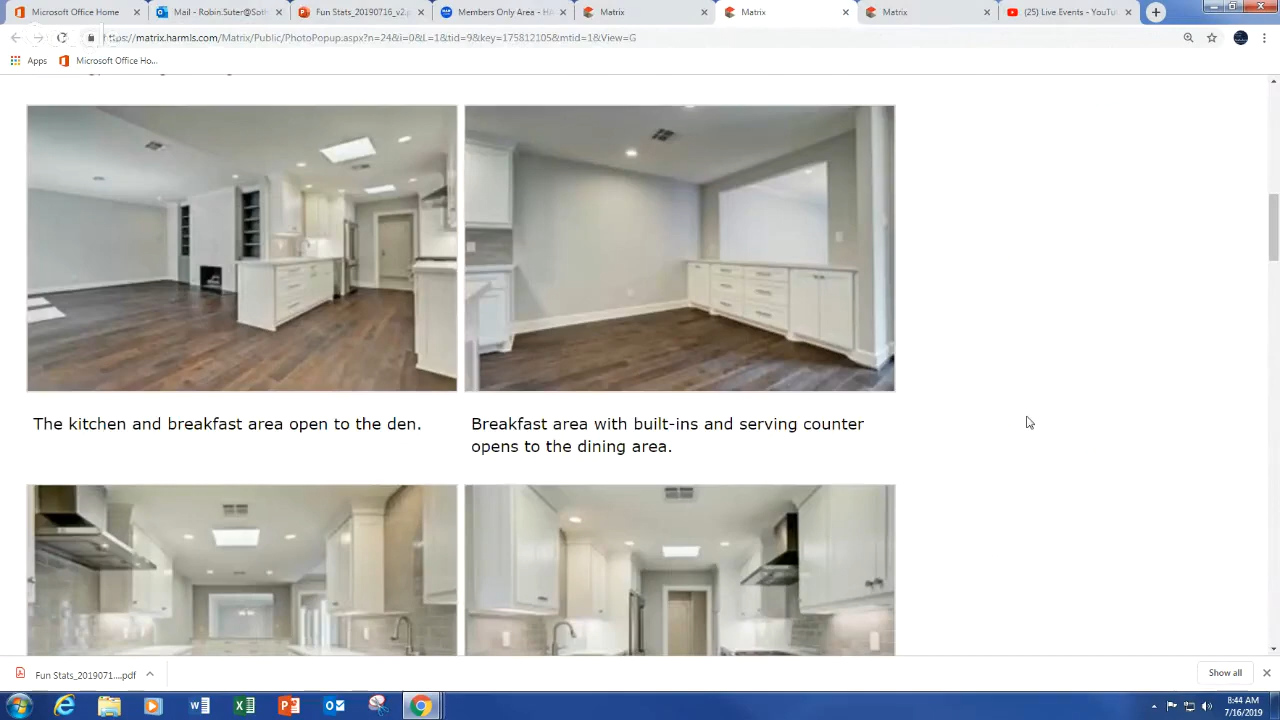 Microsoft Office Home
Mail - Robin.Suter@Soth
Fun Stats_20190716_v2.p
Members Only Area - HA
Matrix
Matrix
Matrix
(25) Live Events - YouTu
ttps://matrix.harmls.com/Matrix/Public/PhotoPopup.aspx?n=24&i=0&L=1&tid=9&key=175812105&mtid=1&View=G
Apps
Microsoft Office Ho...
The kitchen and breakfast area open to the den.
Breakfast area with built-ins and serving counter
opens to the dining area.
Fun Stats_2019071....pdf
Show all
8:44 AM
7/16/2019